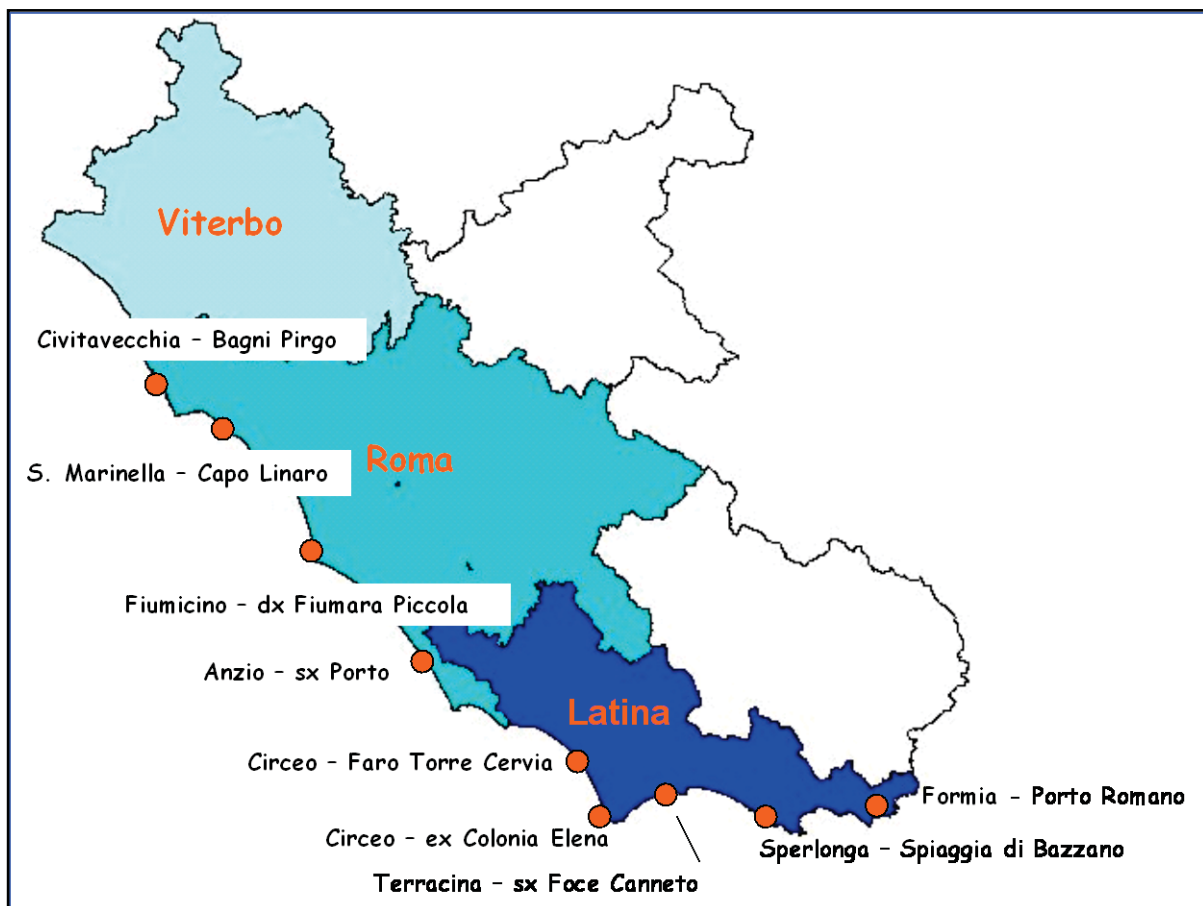 Viterbo
Civitavecchia – Bagni Pirgo
Roma
S. Marinella – Capo Linaro
Fiumicino – dx Fiumara Piccola
Anzio – sx Porto
Latina
Circeo – Faro Torre Cervia
Formia – Porto Romano
Circeo – ex Colonia Elena
Sperlonga – Spiaggia di Bazzano
Terracina – sx Foce Canneto